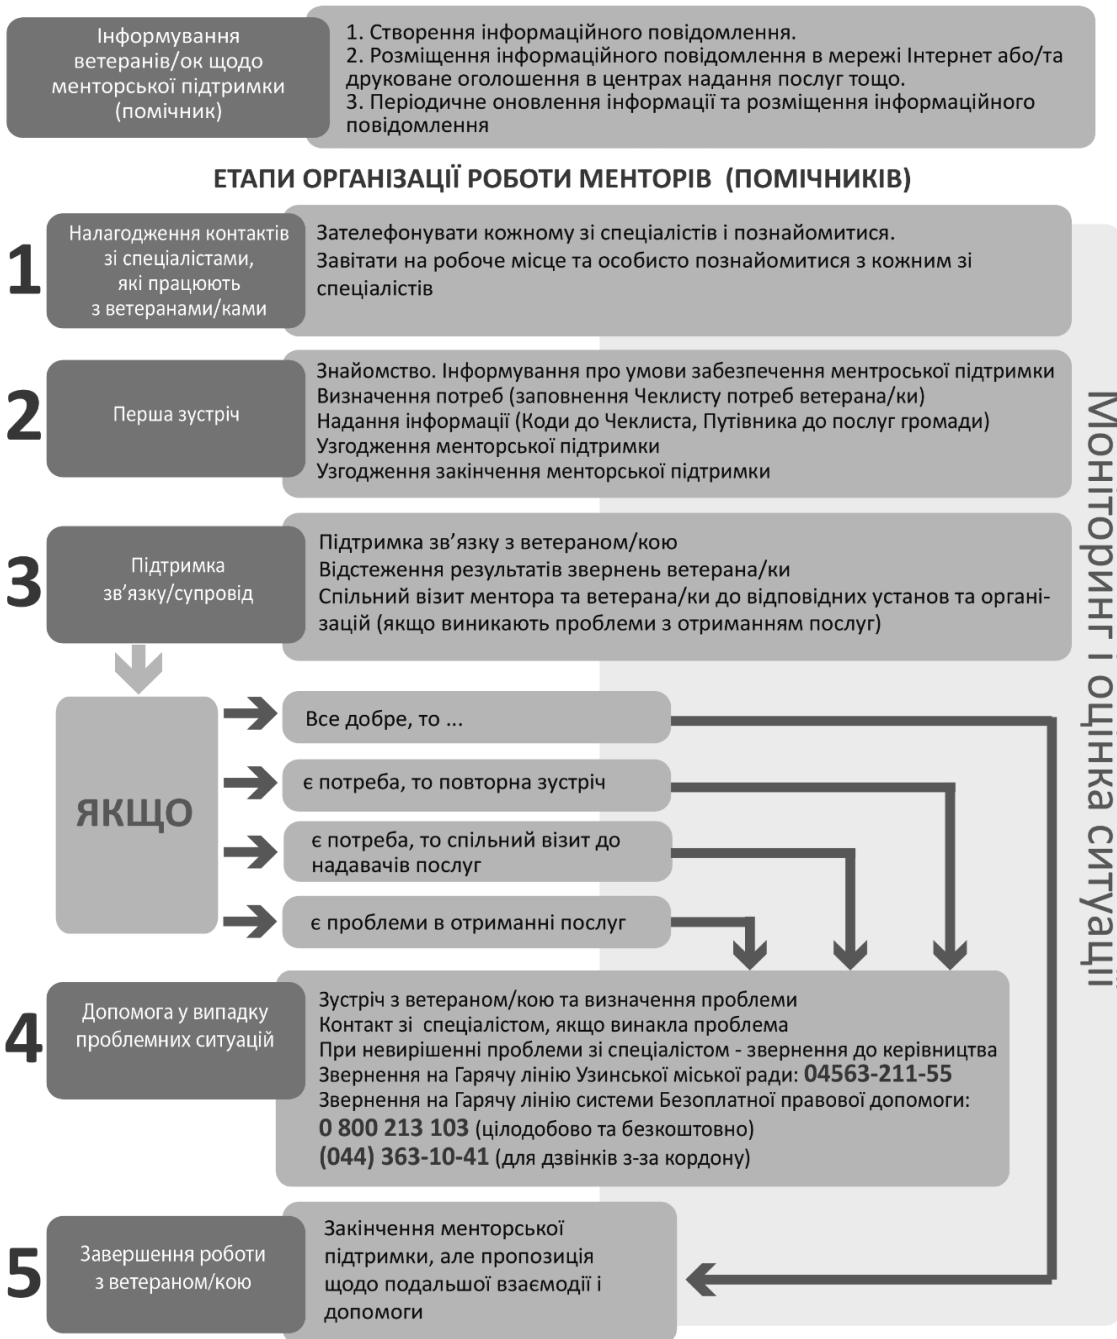 Інформування
ветеранів/ок щодо
менторської підтримки
(помічник)
1. Створення інформаційного повідомлення.
2. Розміщення інформаційного повідомлення в мережі Інтернет або/та
друковане оголошення в центрах надання послуг тощо.
3. Періодичне оновлення інформації та розміщення інформаційного
повідомлення
ЕТАПИ ОРГАНІЗАЦІЇ РОБОТИ МЕНТОРІВ (ПОМІЧНИКІВ)
1
Налагодження контактів
зі спеціалістами,
які працюють
з ветеранами/ками
Зателефонувати кожному зі спеціалістів і познайомитися.
Завітати на робоче місце та особисто познайомитися з кожним зі
спеціалістів
2
Перша зустріч
Знайомство. Інформування про умови забезпечення ментроської підтримки
Визначення потреб (заповнення Чеклисту потреб ветерана/ки)
Надання інформації (Коди до Чеклиста, Путівника до послуг громади)
Узгодження менторської підтримки
Узгодження закінчення менторської підтримки
3
Підтримка
зв’язку/супровід
Підтримка зв’язку з ветераном/кою
Відстеження результатів звернень ветерана/ки
Спільний візит ментора та ветерана/ки до відповідних установ та органі-
зацій (якщо виникають проблеми з отриманням послуг)
ЯКЩО
Все добре, то ...
є потреба, то повторна зустріч
є потреба, то спільний візит до
надавачів послуг
є проблеми в отриманні послуг
4
Допомога у випадку
проблемних ситуацій
Зустріч з ветераном/кою та визначення проблеми
Контакт зі спеціалістом, якщо винакла проблема
При невирішенні проблеми зі спеціалістом - звернення до керівництва
Звернення на Гарячу лінію Узинської міської ради: 04563-211-55
Звернення на Гарячу лінію системи Безоплатної правової допомоги:
0 800 213 103 (цілодобово та безкоштовно)
(044) 363-10-41 (для дзвінків з-за кордону)
5
Завершення роботи
з ветераном/кою
Закінчення менторської
підтримки, але пропозиція
щодо подальшої взаємодії і
допомоги
Моніторинг і оцінка ситуації